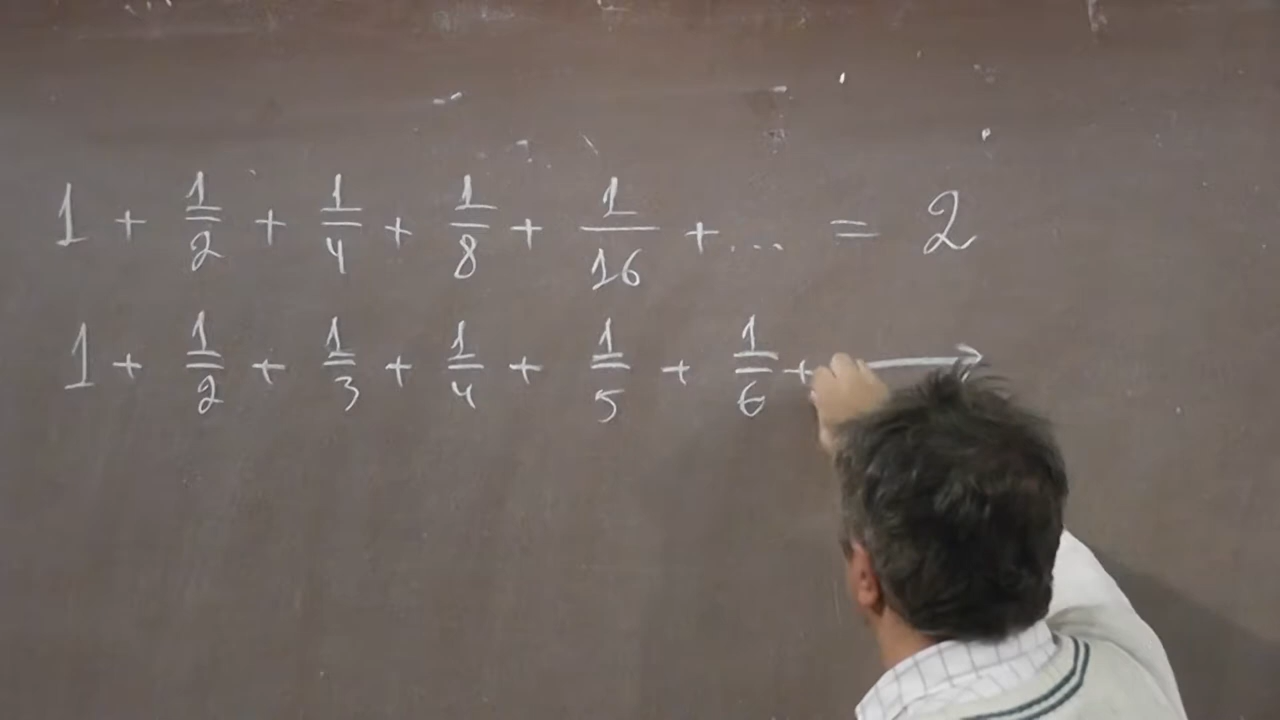 1 + 1/2 + 1/4 + 1/8 + 1/16 + ... = 2
1 + 1/2 + 1/3 + 1/4 + 1/5 + 1/6 + →